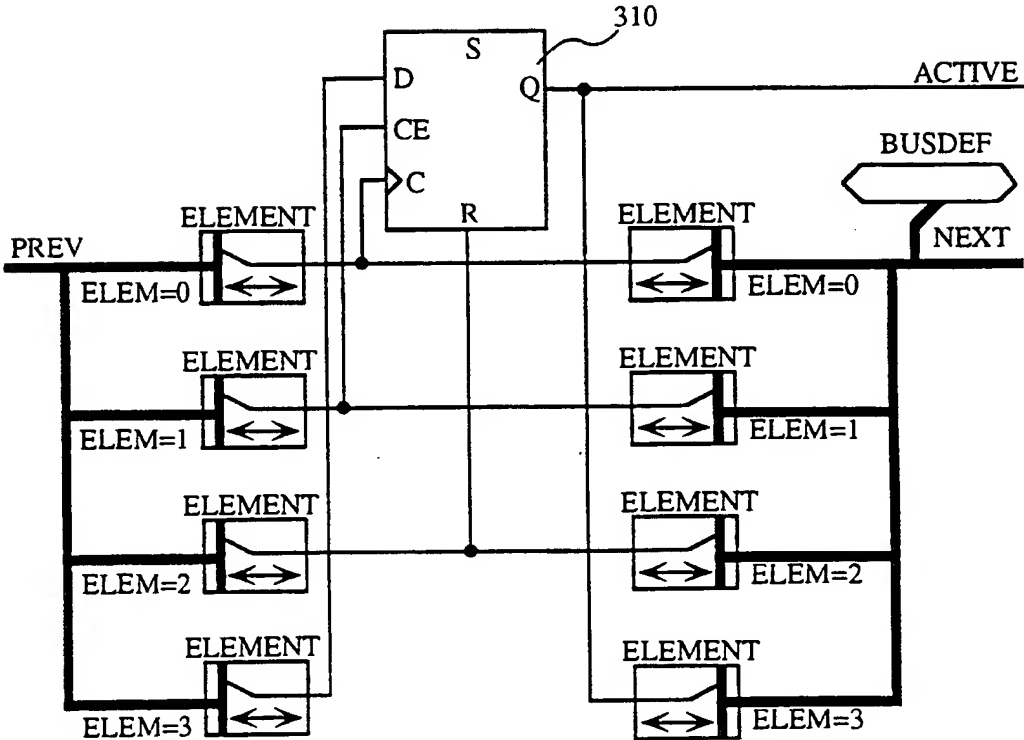 310
S
D
Q
ACTIVE
CE
BUSDEF
C
R
ELEMENT
ELEMENT
PREV
NEXT
ELEM=0
ELEM=0
ELEMENT
ELEMENT
ELEM=1
ELEM=1
ELEMENT
ELEMENT
ELEM=2
ELEM=2
ELEMENT
ELEMENT
ELEM=3
ELEM=3